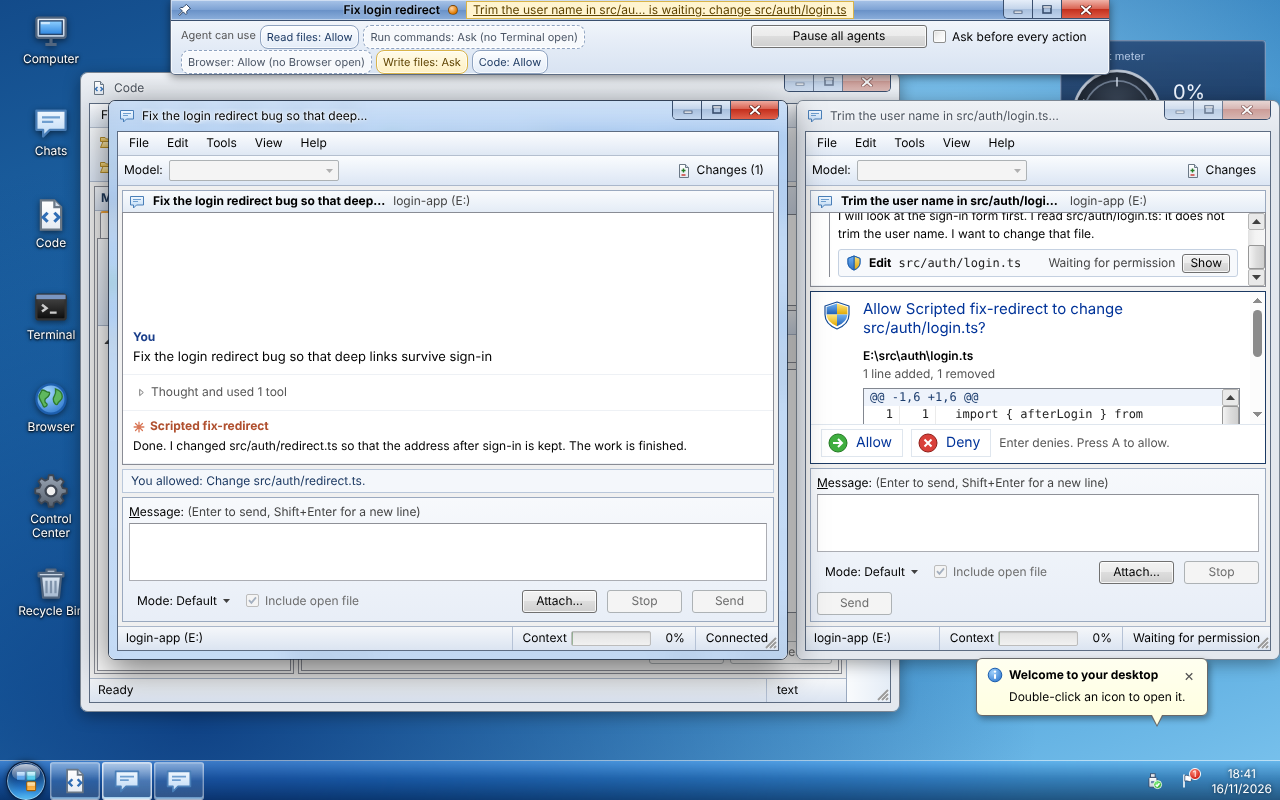 Fix login redirect
Trim the user name in src/au... is waiting: change src/auth/login.ts
Agent can use
Read files: Allow
Run commands: Ask (no Terminal open)
Browser: Allow (no Browser open)
Write files: Ask
Code: Allow
Pause all agents
Ask before every action
Computer
Chats
Code
Terminal
Browser
Control
Center
Recycle Bin
Code
meter
0%
Fix the login redirect bug so that deep...
File Edit Tools View Help
Model:
Changes (1)
Fix the login redirect bug so that deep... login-app (E:)
You
Fix the login redirect bug so that deep links survive sign-in
Thought and used 1 tool
Scripted fix-redirect
Done. I changed src/auth/redirect.ts so that the address after sign-in is kept. The work is finished.
You allowed: Change src/auth/redirect.ts.
Message: (Enter to send, Shift+Enter for a new line)
Mode: Default
Include open file
Attach...
Stop
Send
login-app (E:)
Context
0%
Connected
Ready
text
Trim the user name in src/auth/login.ts...
File Edit Tools View Help
Model:
Changes
Trim the user name in src/auth/logi... login-app (E:)
I will look at the sign-in form first. I read src/auth/login.ts: it does not
trim the user name. I want to change that file.
Edit src/auth/login.ts
Waiting for permission
Show
Allow Scripted fix-redirect to change
src/auth/login.ts?
E:\src\auth\login.ts
1 line added, 1 removed
@@ -1,6 +1,6 @@
1 1 import { afterLogin } from
Allow
Deny
Enter denies. Press A to allow.
Message: (Enter to send, Shift+Enter for a new line)
Mode: Default
Include open file
Attach...
Stop
Send
login-app (E:)
Context
0%
Waiting for permission
Welcome to your desktop
Double-click an icon to open it.
1
18:41
16/11/2026